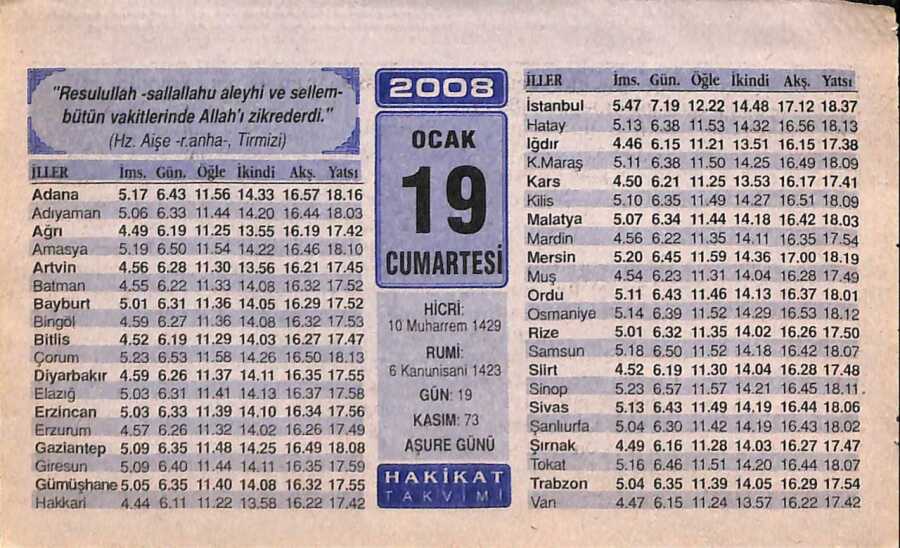 "Resulullah -sallallahu aleyhi ve sellem-
bütün vakitlerinde Allah'ı zikrederdi."
(Hz. Aişe -r.anha-, Tirmizi)
İLLER İms. Gün. Öğle İkindi Akş. Yatsı
Adana 5.17 6.43 11.56 14.33 16.57 18.16
Adıyaman 5.06 6.33 11.44 14.20 16.44 18.03
Ağrı 4.49 6.19 11.25 13.55 16.19 17.42
Amasya 5.19 6.50 11.54 14.22 16.46 18.10
Artvin 4.56 6.28 11.30 13.56 16.21 17.45
Batman 4.55 6.22 11.33 14.08 16.32 17.52
Bayburt 5.01 6.31 11.36 14.05 16.29 17.52
Bingöl 4.59 6.27 11.36 14.08 16.32 17.53
Bitlis 4.52 6.19 11.29 14.03 16.27 17.47
Çorum 5.23 6.53 11.58 14.26 16.50 18.13
Diyarbakır 4.59 6.26 11.37 14.11 16.35 17.55
Elazığ 5.03 6.31 11.41 14.13 16.37 17.58
Erzincan 5.03 6.33 11.39 14.10 16.34 17.56
Erzurum 4.57 6.26 11.32 14.02 16.26 17.49
Gaziantep 5.09 6.35 11.48 14.25 16.49 18.08
Giresun 5.09 6.40 11.44 14.11 16.35 17.59
Gümüşhane 5.05 6.35 11.40 14.08 16.32 17.55
Hakkari 4.44 6.11 11.22 13.58 16.22 17.42
2008
OCAK
19
CUMARTESİ
HİCRİ:
10 Muharrem 1429
RUMİ:
6 Kanunisani 1423
GÜN: 19
KASIM: 73
AŞURE GÜNÜ
HAKİKAT
TAKVİMİ
İLLER İms. Gün. Öğle İkindi Akş. Yatsı
İstanbul 5.47 7.19 12.22 14.48 17.12 18.37
Hatay 5.13 6.38 11.53 14.32 16.56 18.13
Iğdır 4.46 6.15 11.21 13.51 16.15 17.38
K.Maraş 5.11 6.38 11.50 14.25 16.49 18.09
Kars 4.50 6.21 11.25 13.53 16.17 17.41
Kilis 5.10 6.35 11.49 14.27 16.51 18.09
Malatya 5.07 6.34 11.44 14.18 16.42 18.03
Mardin 4.56 6.22 11.35 14.11 16.35 17.54
Mersin 5.20 6.45 11.59 14.36 17.00 18.19
Muş 4.54 6.23 11.31 14.04 16.28 17.49
Ordu 5.11 6.43 11.46 14.13 16.37 18.01
Osmaniye 5.14 6.39 11.52 14.29 16.53 18.12
Rize 5.01 6.32 11.35 14.02 16.26 17.50
Samsun 5.18 6.50 11.52 14.18 16.42 18.07
Siirt 4.52 6.19 11.30 14.04 16.28 17.48
Sinop 5.23 6.57 11.57 14.21 16.45 18.11
Sivas 5.13 6.43 11.49 14.19 16.44 18.06
Şanlıurfa 5.04 6.30 11.42 14.19 16.43 18.02
Şırnak 4.49 6.16 11.28 14.03 16.27 17.47
Tokat 5.16 6.46 11.51 14.20 16.44 18.07
Trabzon 5.04 6.35 11.39 14.05 16.29 17.54
Van 4.47 6.15 11.24 13.57 16.22 17.42